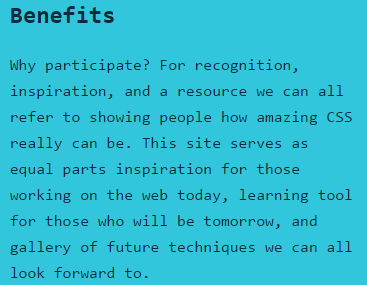 Benefits
Why participate? For recognition,
inspiration, and a resource we can all
refer to showing people how amazing CSS
really can be. This site serves as
equal parts inspiration for those
working on the web today, learning tool
for those who will be tomorrow, and
gallery of future techniques we can all
look forward to.